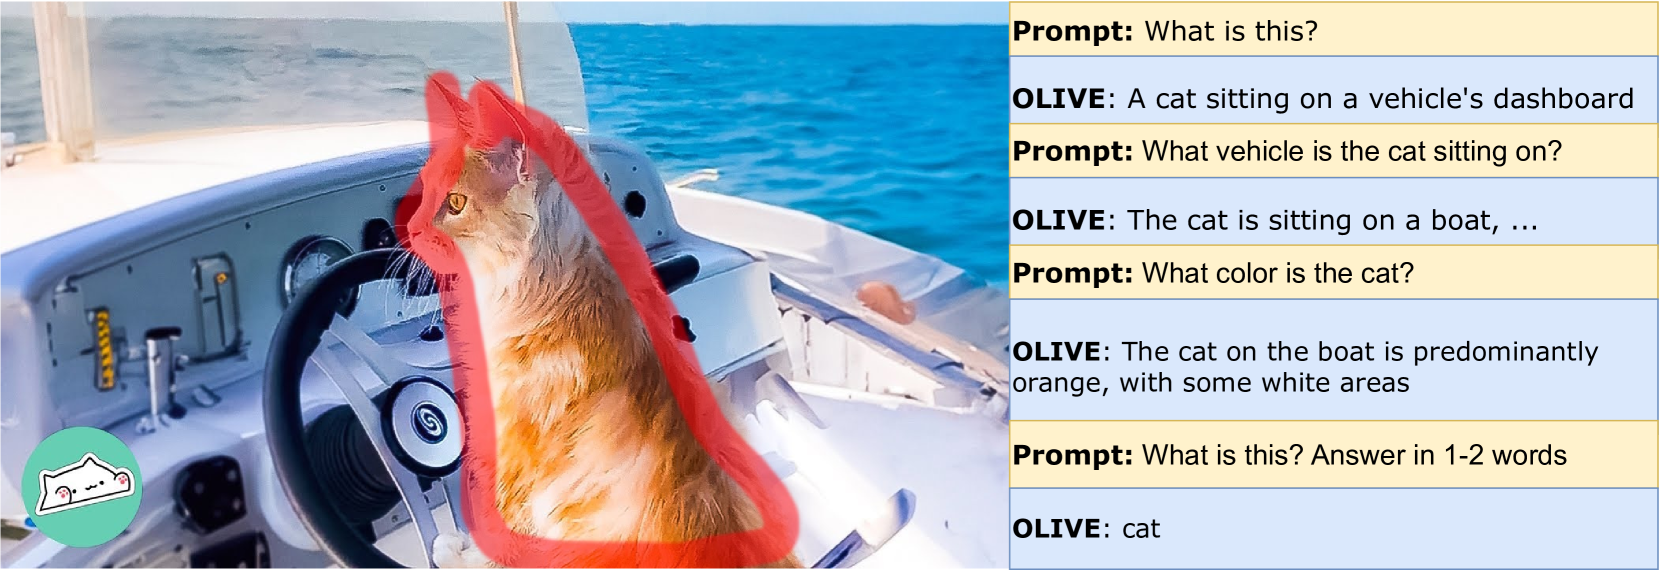 Prompt: What is this?
OLIVE: A cat sitting on a vehicle's dashboard
Prompt: What vehicle is the cat sitting on?
OLIVE: The cat is sitting on a boat, ...
Prompt: What color is the cat?
OLIVE: The cat on the boat is predominantly
orange, with some white areas
Prompt: What is this? Answer in 1-2 words
OLIVE: cat